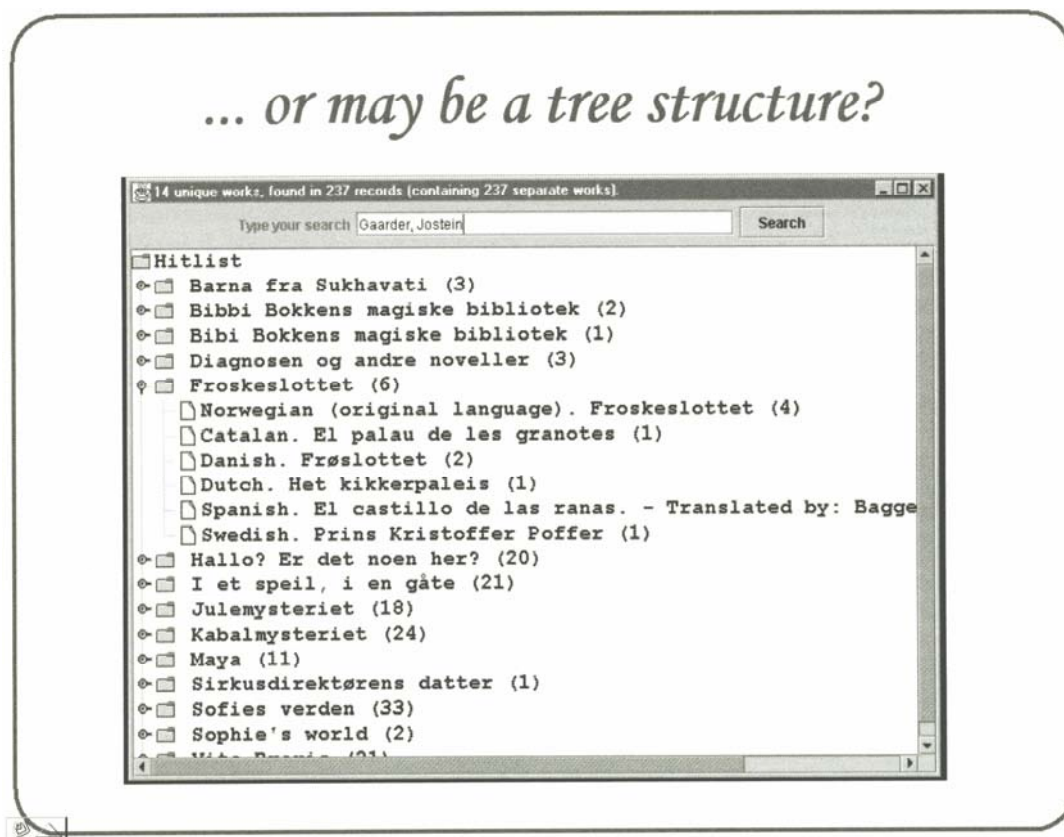 ... or may be a tree structure?
14 unique works, found in 237 records (containing 237 separate works).
Type your search Gaarder, Jostein Search
Hitlist
Barna fra Sukhavati (3)
Bibbi Bokkens magiske bibliotek (2)
Bibi Bokkens magiske bibliotek (1)
Diagnosen og andre noveller (3)
Froskeslottet (6)
Norwegian (original language). Froskeslottet (4)
Catalan. El palau de les granotes (1)
Danish. Frøslottet (2)
Dutch. Het kikkerpaleis (1)
Spanish. El castillo de las ranas. - Translated by: Bagge
Swedish. Prins Kristoffer Poffer (1)
Hallo? Er det noen her? (20)
I et speil, i en gåte (21)
Julemysteriet (18)
Kabalmysteriet (24)
Maya (11)
Sirkusdirektørens datter (1)
Sofies verden (33)
Sophie's world (2)